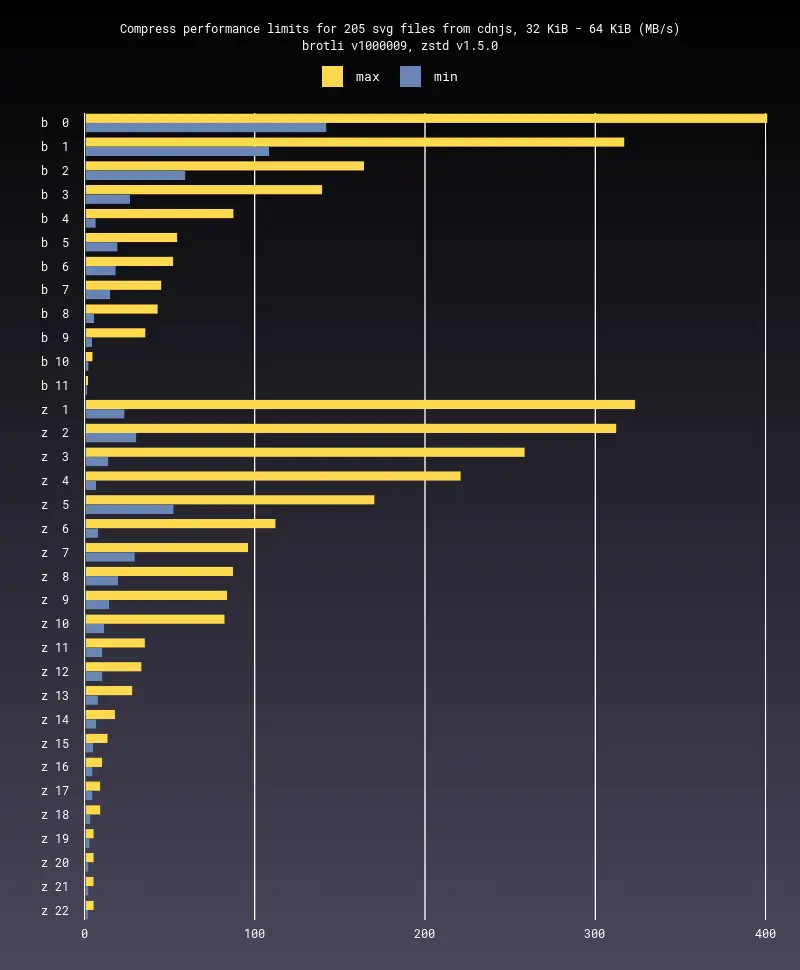 Compress performance limits for 205 svg files from cdnjs, 32 KiB - 64 KiB (MB/s)
brotli v1000009, zstd v1.5.0
max min
b 0
b 1
b 2
b 3
b 4
b 5
b 6
b 7
b 8
b 9
b 10
b 11
z 1
z 2
z 3
z 4
z 5
z 6
z 7
z 8
z 9
z 10
z 11
z 12
z 13
z 14
z 15
z 16
z 17
z 18
z 19
z 20
z 21
z 22
0 100 200 300 400